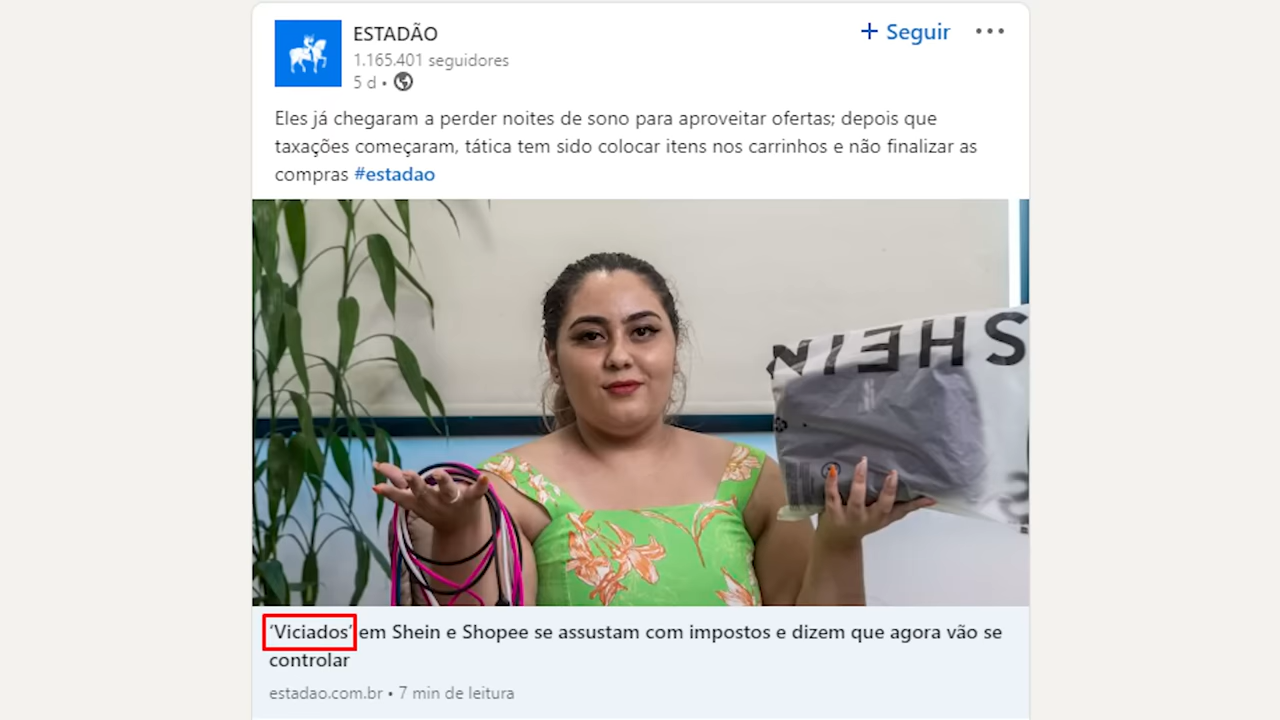 ESTADÃO
+ Seguir
1.165.401 seguidores
5 d •
Eles já chegaram a perder noites de sono para aproveitar ofertas; depois que
taxações começaram, tática tem sido colocar itens nos carrinhos e não finalizar as
compras #estadao
SHEIN
'Viciados' em Shein e Shopee se assustam com impostos e dizem que agora vão se
controlar
estadao.com.br • 7 min de leitura